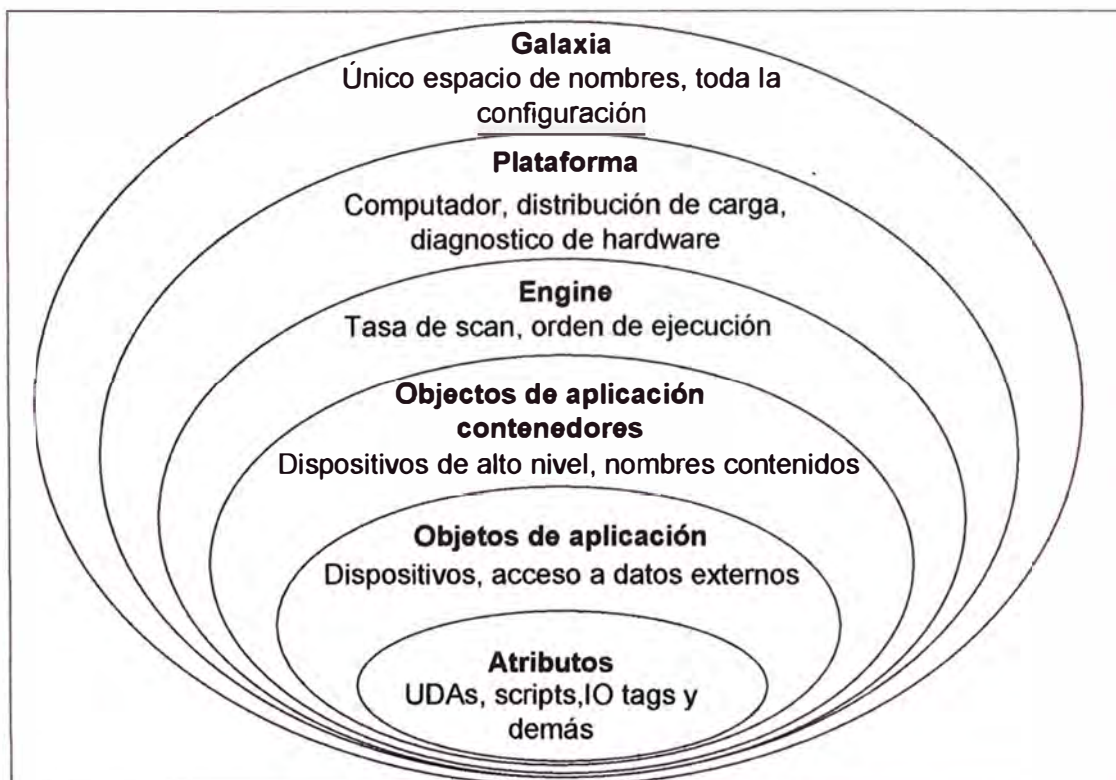 Galaxia
Único espacio de nombres, toda la
configuración
Plataforma
Computador, distribución de carga,
diagnostico de hardware
Engine
Tasa de scan, orden de ejecución
Objectos de aplicación
contenedores
Dispositivos de alto nivel, nombres contenidos
Objetos de aplicación
Dispositivos, acceso a datos externos
Atributos
UDAs, scripts,IO tags y
demás